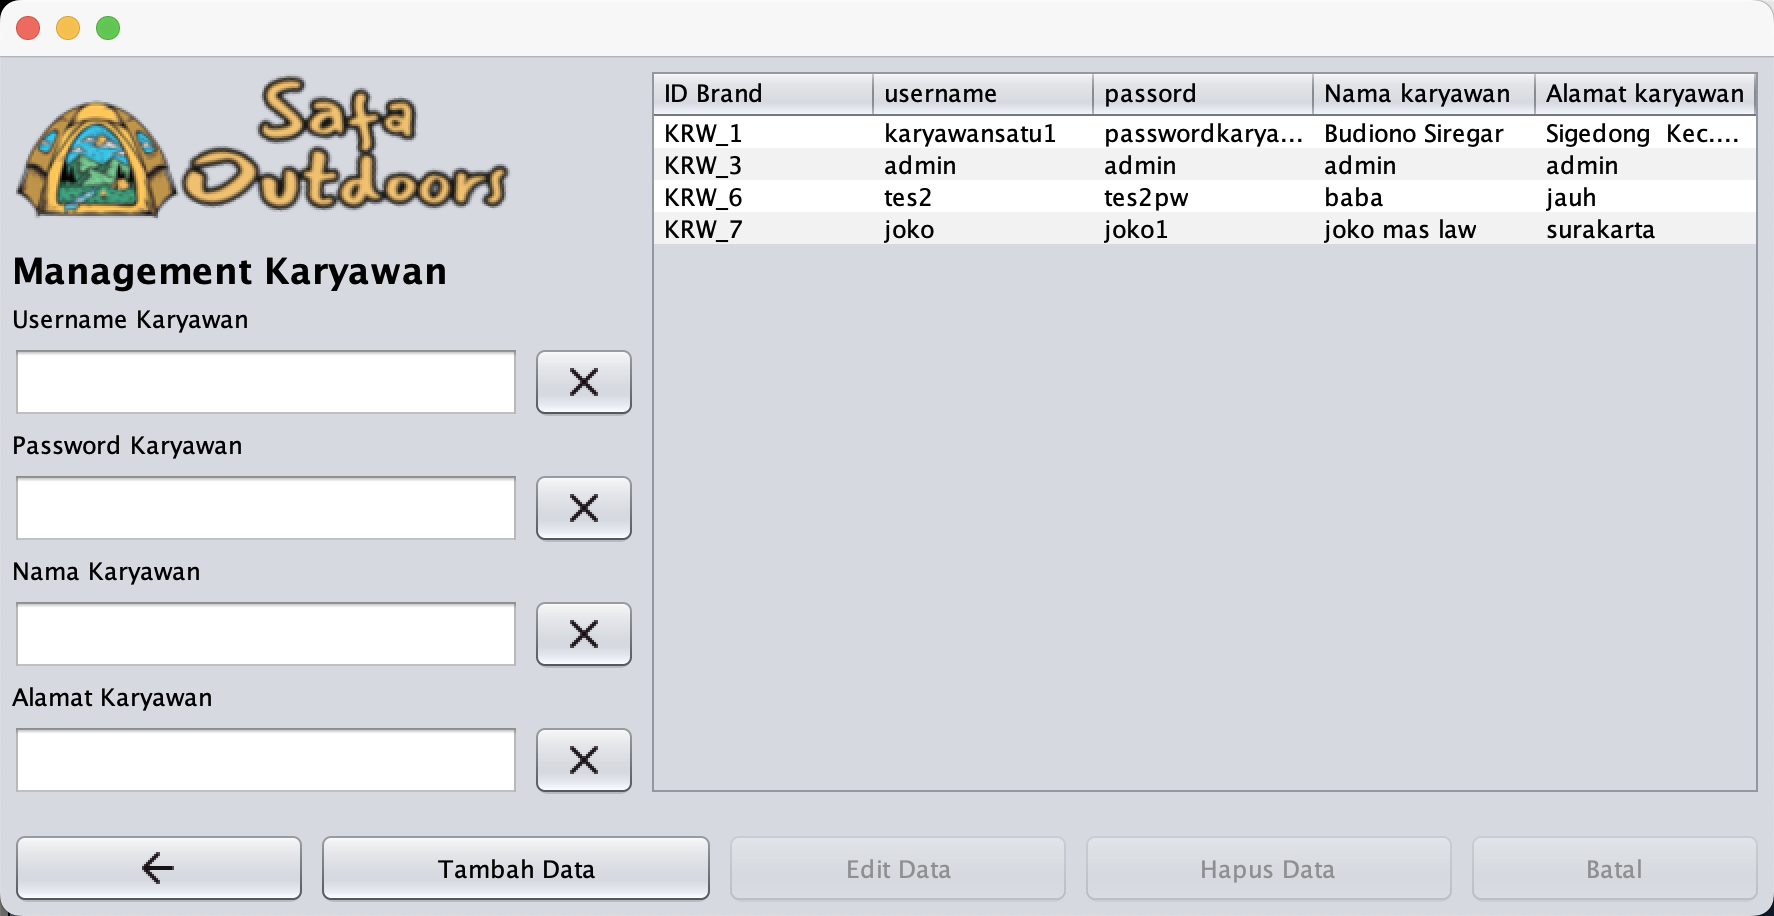 Safa
Outdoors
Management Karyawan
Username Karyawan
Password Karyawan
Nama Karyawan
Alamat Karyawan
ID Brand username passord Nama karyawan Alamat karyawan
KRW_1 karyawansatu1 passwordkarya... Budiono Siregar Sigedong Kec....
KRW_3 admin admin admin admin
KRW_6 tes2 tes2pw baba jauh
KRW_7 joko joko1 joko mas law surakarta
Tambah Data Edit Data Hapus Data Batal